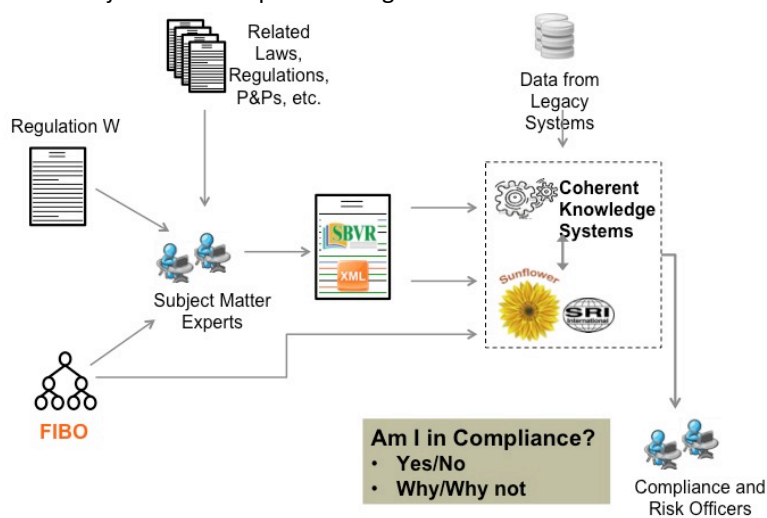 Related
Laws,
Regulations,
P&Ps, etc.
Data from
Legacy
Systems
Regulation W
SBVR
XML
Coherent
Knowledge
Systems
Subject Matter
Experts
Sunflower
SRI
International
FIBO
Am I in Compliance?
• Yes/No
• Why/Why not
Compliance and
Risk Officers